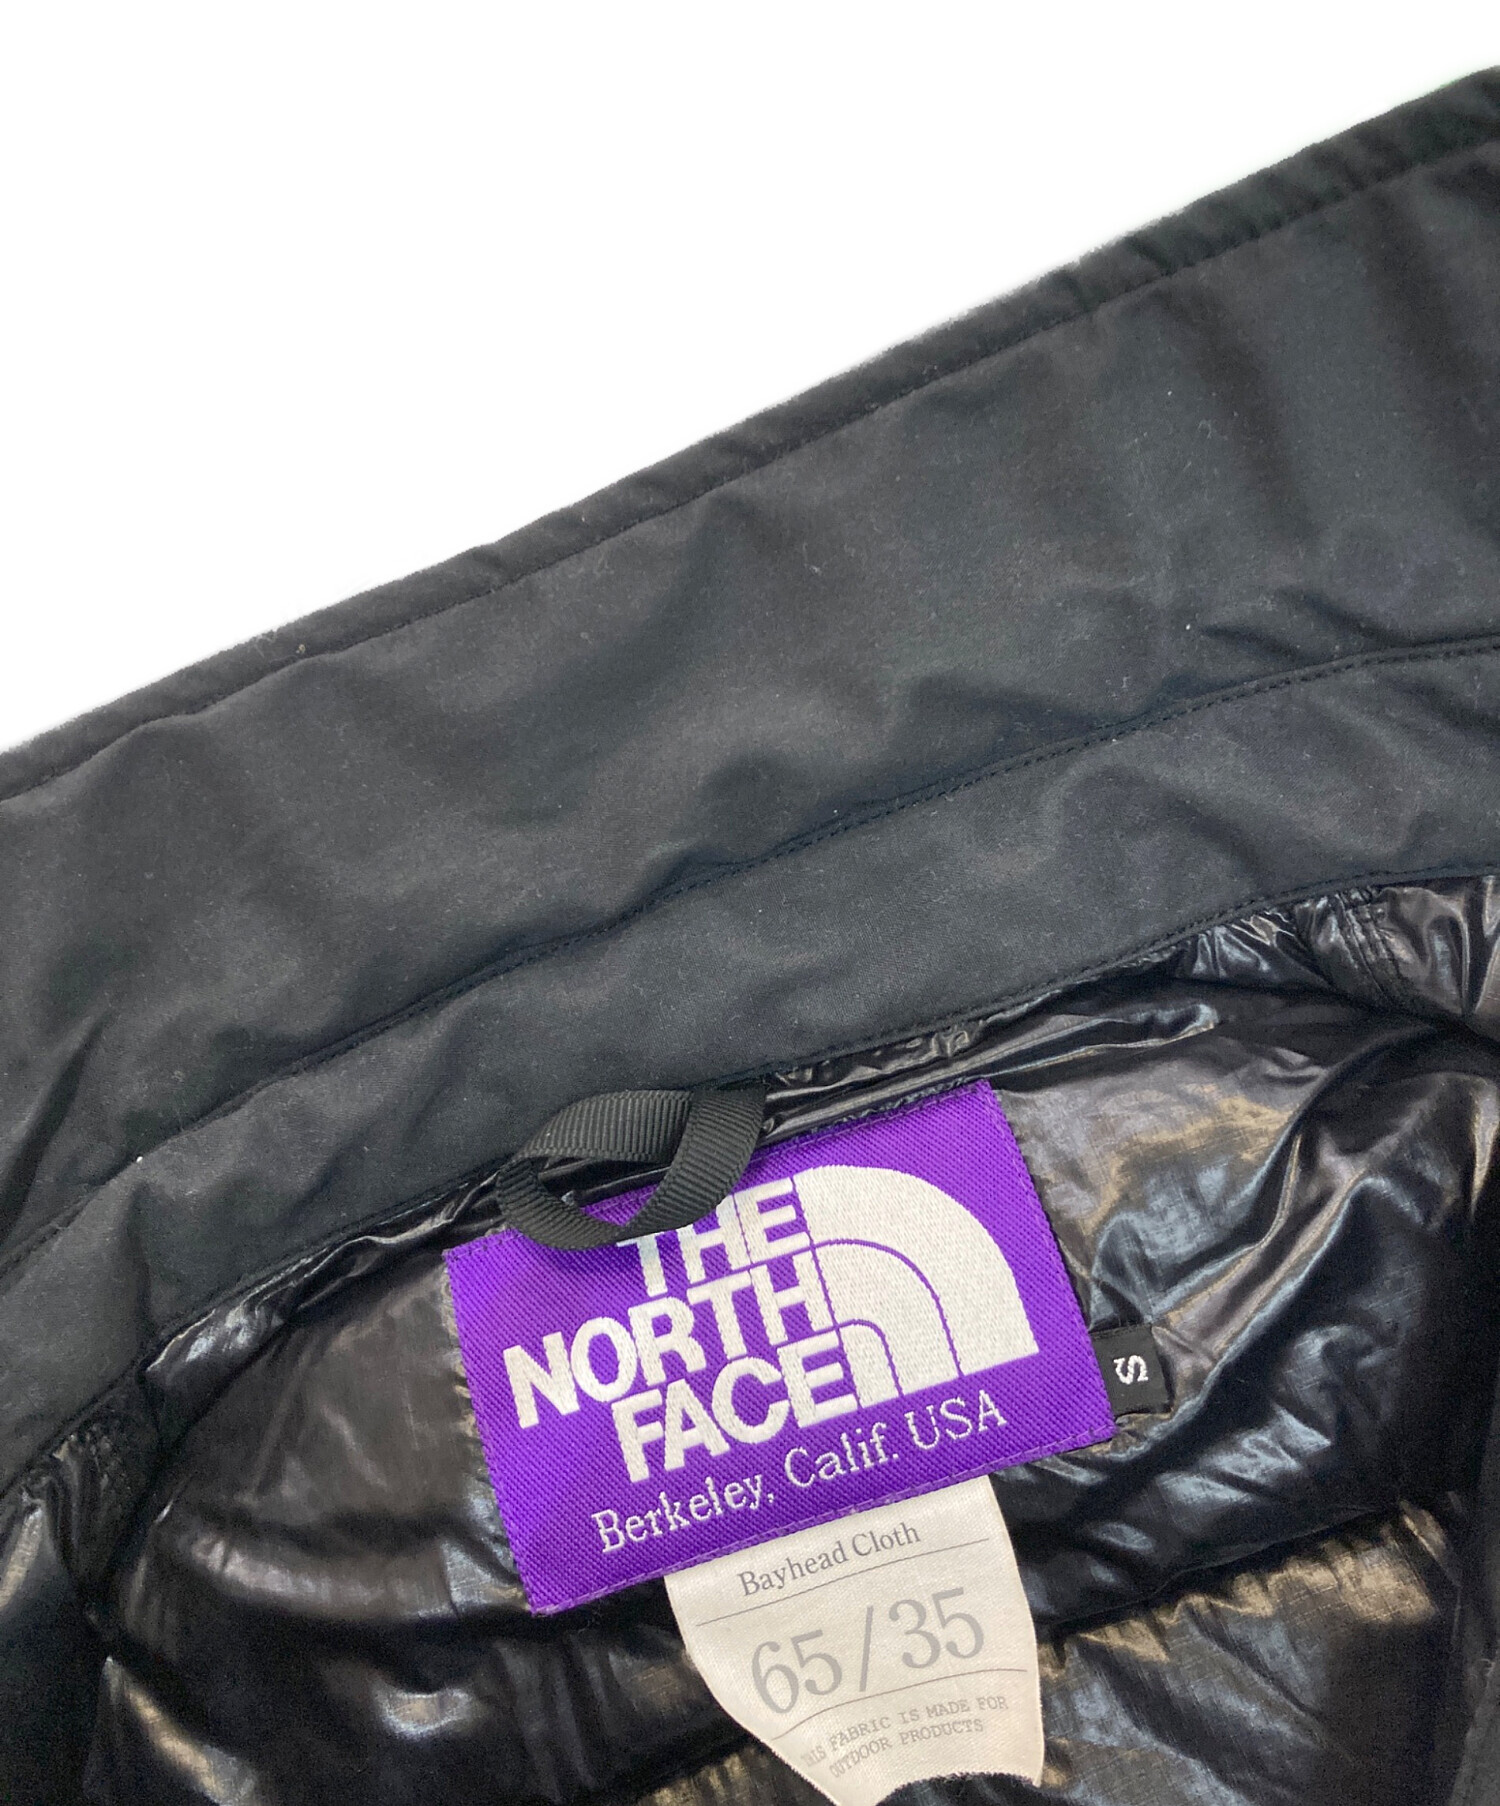 THE
NORTH
FACE
Berkeley, Calif. USA
S
Bayhead Cloth
65/35
THIS FABRIC IS MADE FOR
OUTDOOR PRODUCTS